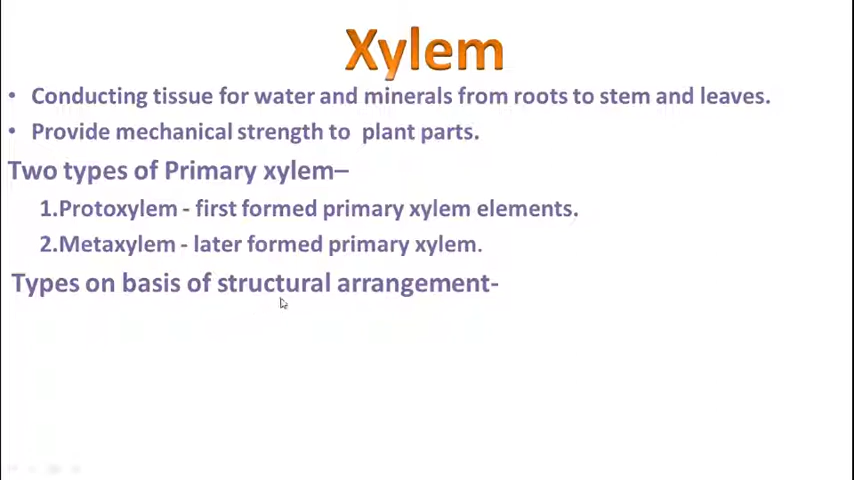 Xylem
• Conducting tissue for water and minerals from roots to stem and leaves.
• Provide mechanical strength to plant parts.
Two types of Primary xylem–
1.Protoxylem - first formed primary xylem elements.
2.Metaxylem - later formed primary xylem.
Types on basis of structural arrangement-